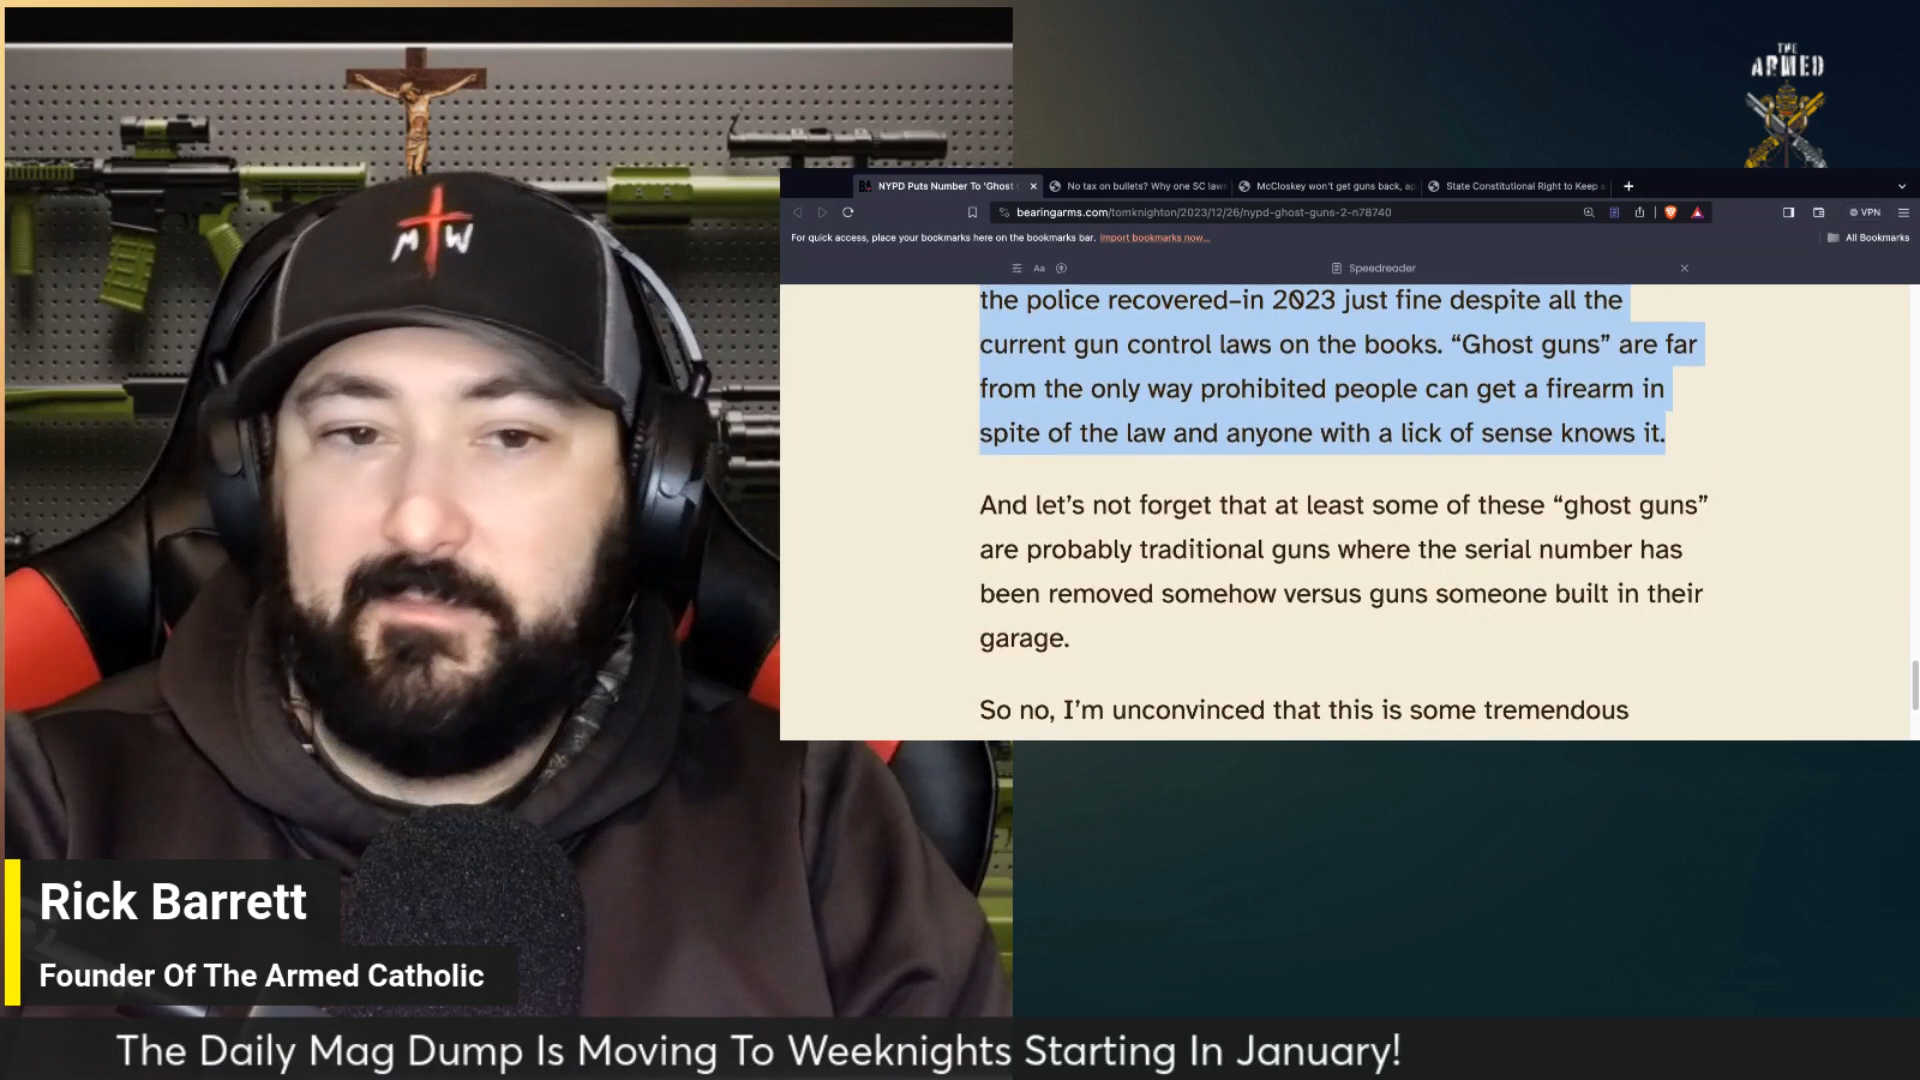 THE
ARMED
MW
NYPD Puts Number To 'Ghost
No tax on bullets? Why one SC law
McCloskey won't get guns back, ap
State Constitutional Right to Keep a
bearingarms.com/tomknighton/2023/12/26/nypd-ghost-guns-2-n78740
VPN
For quick access, place your bookmarks here on the bookmarks bar. Import bookmarks now...
All Bookmarks
Aa
Speedreader
the police recovered–in 2023 just fine despite all the
current gun control laws on the books. “Ghost guns” are far
from the only way prohibited people can get a firearm in
spite of the law and anyone with a lick of sense knows it.
And let’s not forget that at least some of these “ghost guns”
are probably traditional guns where the serial number has
been removed somehow versus guns someone built in their
garage.
So no, I’m unconvinced that this is some tremendous
Rick Barrett
Founder Of The Armed Catholic
The Daily Mag Dump Is Moving To Weeknights Starting In January!